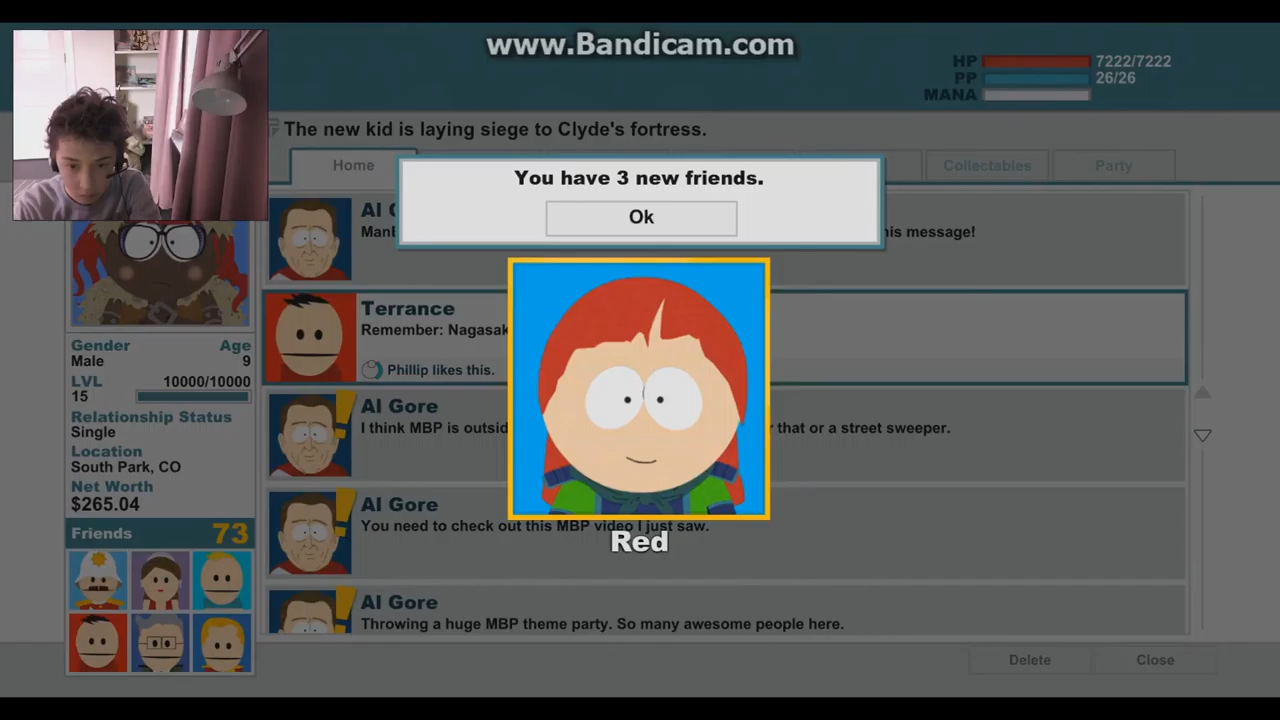 www.Bandicam.com
HP 7222/7222
PP 26/26
MANA
The new kid is laying siege to Clyde's fortress.
Home
Collectables
Party
You have 3 new friends.
Ok
Al
his message!
Terrance
Remember: Nagasak
Phillip likes this.
Al Gore
I think MBP is outsid
that or a street sweeper.
Al Gore
You need to check out this MBP video I just saw.
Al Gore
Throwing a huge MBP theme party. So many awesome people here.
Red
Gender Age
Male 9
LVL 10000/10000
15
Relationship Status
Single
Location
South Park, CO
Net Worth
$265.04
Friends 73
Delete
Close